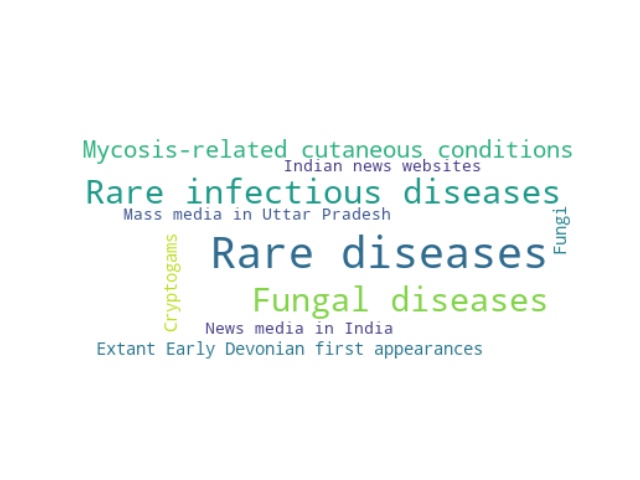 Mycosis-related cutaneous conditions
Indian news websites
Rare infectious diseases
Mass media in Uttar Pradesh
Fungi
Rare diseases
Cryptogams
Fungal diseases
News media in India
Extant Early Devonian first appearances